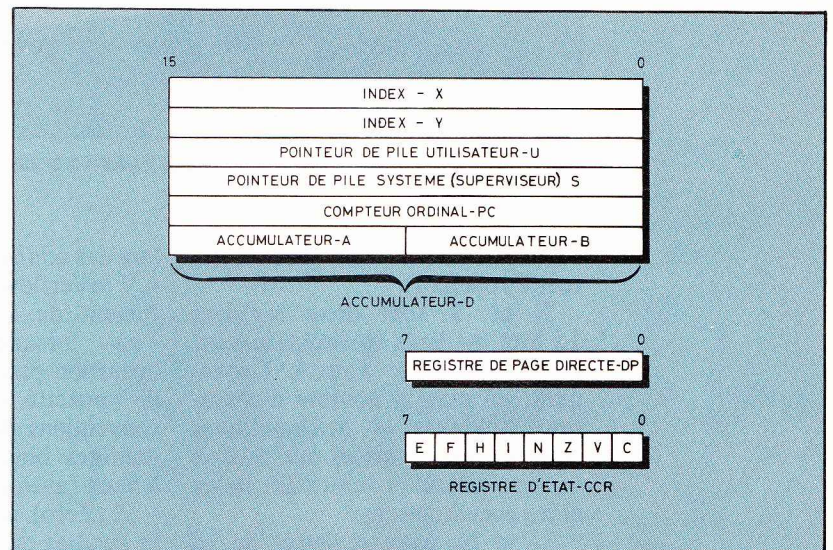 15 0
INDEX - X
INDEX - Y
POINTEUR DE PILE UTILISATEUR-U
POINTEUR DE PILE SYSTEME (SUPERVISEUR) S
COMPTEUR ORDINAL-PC
ACCUMULATEUR-A ACCUMULATEUR-B
ACCUMULATEUR-D
7 0
REGISTRE DE PAGE DIRECTE-DP
7 0
E F H I N Z V C
REGISTRE D'ETAT-CCR